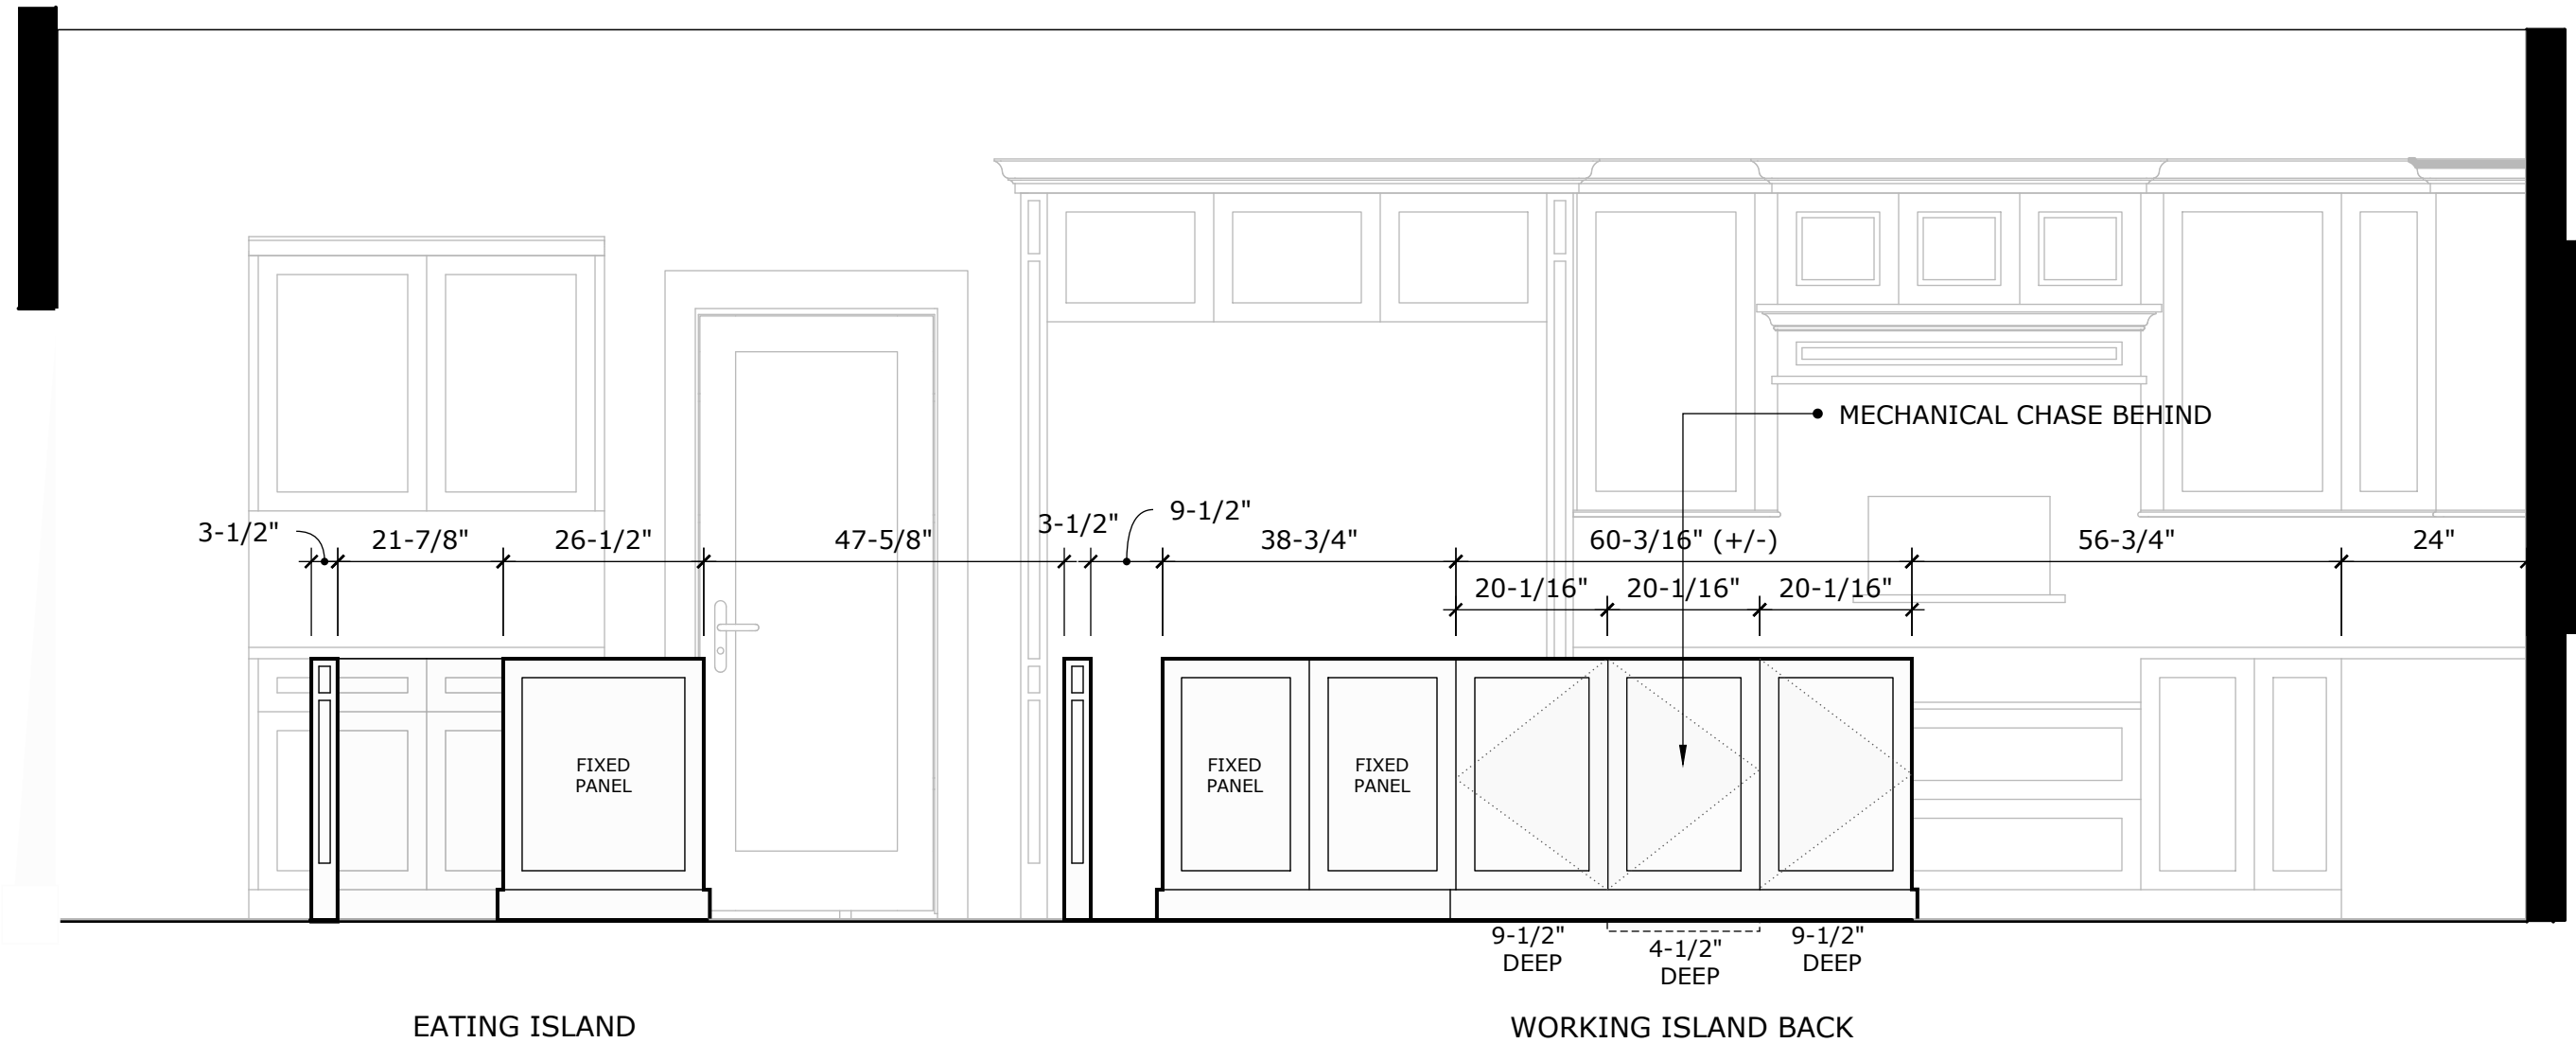 MECHANICAL CHASE BEHIND
3-1/2"
21-7/8"
26-1/2"
47-5/8"
3-1/2"
9-1/2"
38-3/4"
60-3/16" (+/-)
56-3/4"
24"
20-1/16"
20-1/16"
20-1/16"
FIXED
PANEL
FIXED
PANEL
FIXED
PANEL
9-1/2"
DEEP
4-1/2"
DEEP
9-1/2"
DEEP
EATING ISLAND
WORKING ISLAND BACK